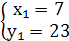 x₁ = 7
y₁ = 23